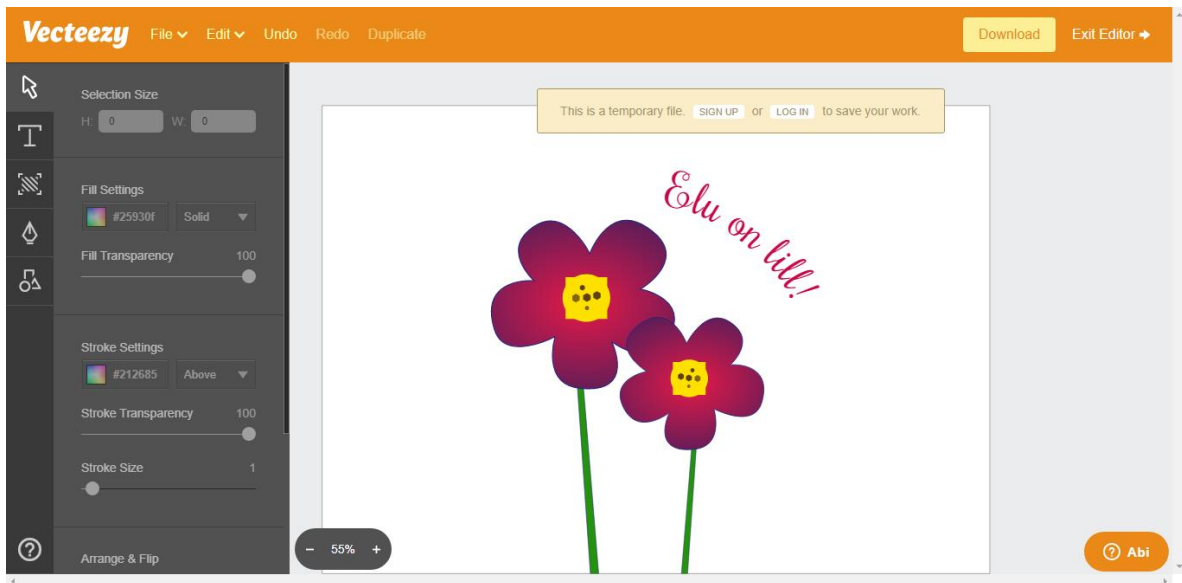 Vecteezy File Edit Undo Redo Duplicate Download Exit Editor
This is a temporary file. SIGN UP or LOG IN to save your work.
Selection Size
H: 0 W: 0
Fill Settings
#25930f Solid
Fill Transparency 100
Stroke Settings
#212685 Above
Stroke Transparency 100
Stroke Size 1
Arrange & Flip
Elu on lill!
- 55% +
? Abi